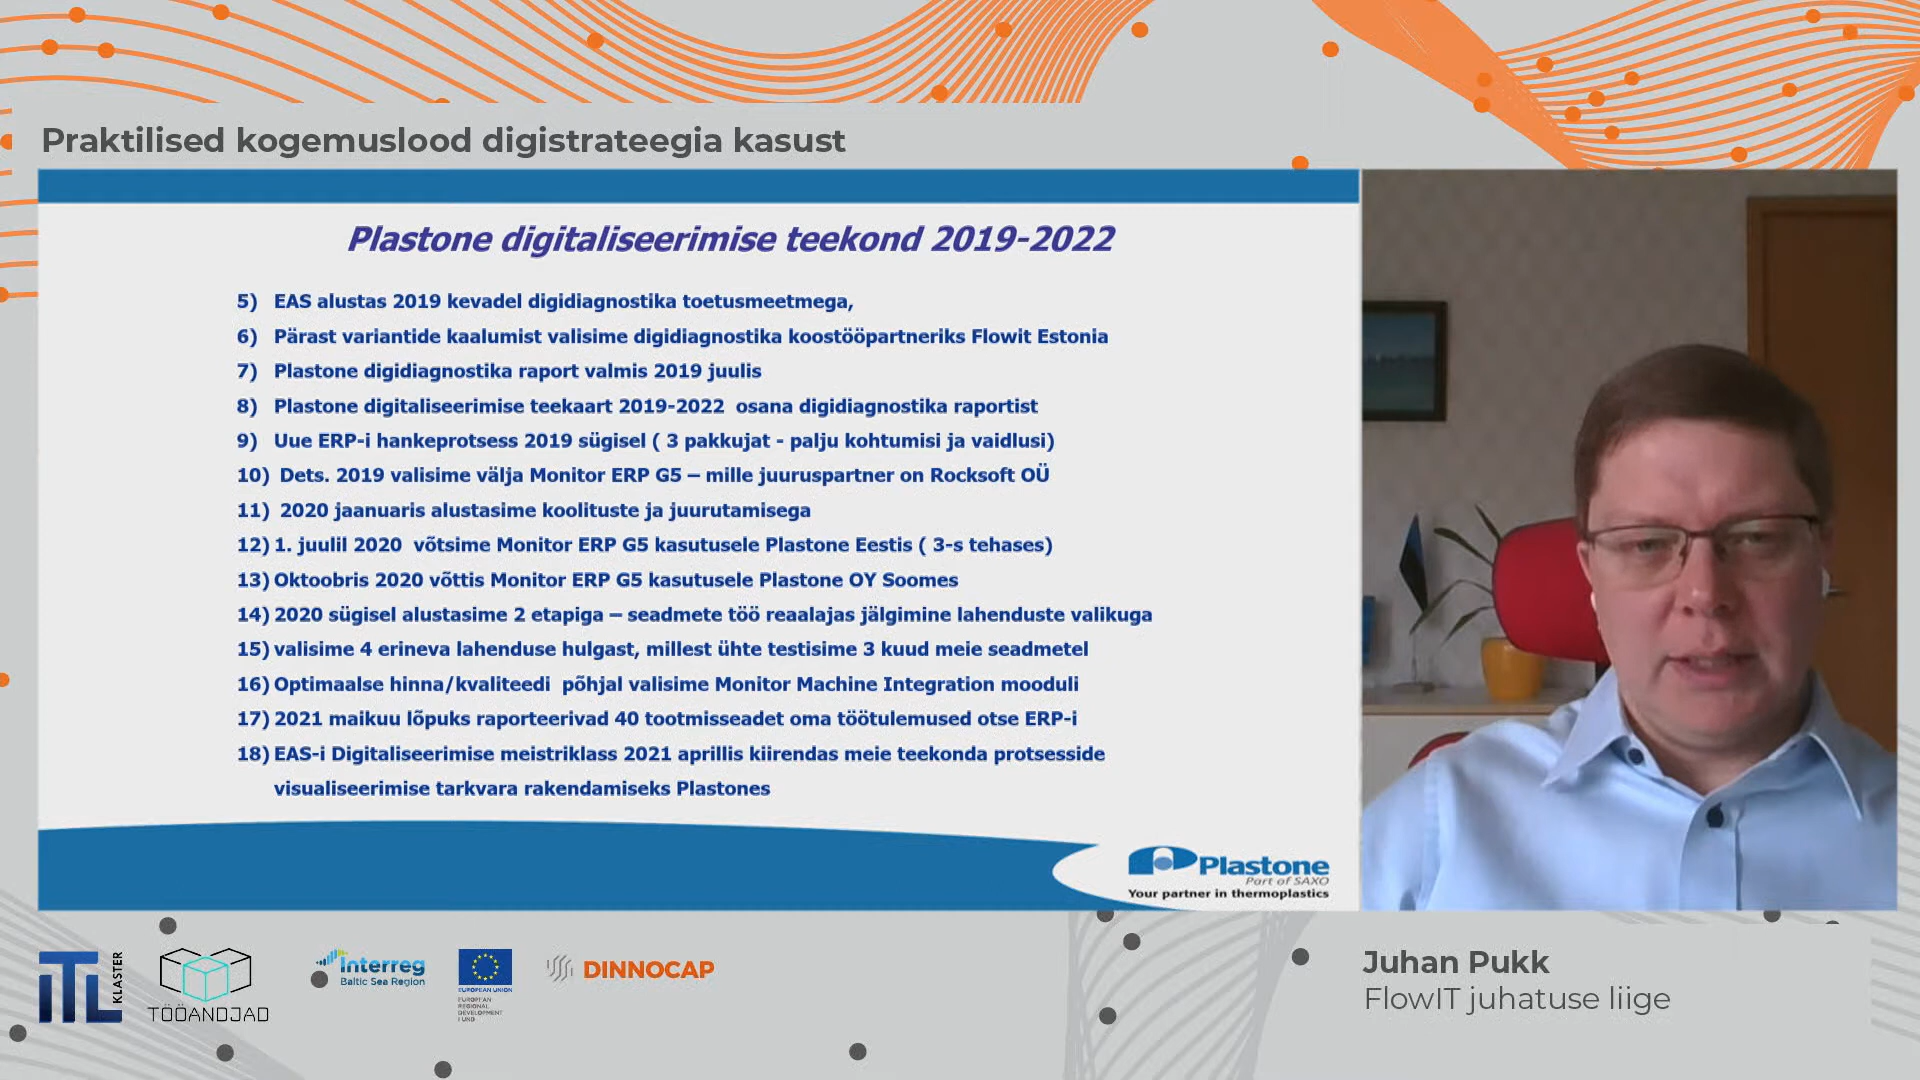 Praktilised kogemuslood digistrateegia kasust
Plastone digitaliseerimise teekond 2019-2022
5) EAS alustas 2019 kevadel digidiagnostika toetusmeetmega,
6) Pärast variantide kaalumist valisime digidiagnostika koostööpartneriks Flowit Estonia
7) Plastone digidiagnostika raport valmis 2019 juulis
8) Plastone digitaliseerimise teekaart 2019-2022 osana digidiagnostika raportist
9) Uue ERP-i hankeprotsess 2019 sügisel ( 3 pakkujat - palju kohtumisi ja vaidlusi)
10) Dets. 2019 valisime välja Monitor ERP G5 – mille juuruspartner on Rocksoft OÜ
11) 2020 jaanuaris alustasime koolituste ja juurutamisega
12) 1. juulil 2020 võtsime Monitor ERP G5 kasutusele Plastone Eestis ( 3-s tehases)
13) Oktoobris 2020 võttis Monitor ERP G5 kasutusele Plastone OY Soomes
14) 2020 sügisel alustasime 2 etapiga – seadmete töö reaalajas jälgimine lahenduste valikuga
15) valisime 4 erineva lahenduse hulgast, millest ühte testisime 3 kuud meie seadmetel
16) Optimaalse hinna/kvaliteedi põhjal valisime Monitor Machine Integration mooduli
17) 2021 maikuu lõpuks raporteerivad 40 tootmisseadet oma töötulemused otse ERP-i
18) EAS-i Digitaliseerimise meistriklass 2021 aprillis kiirendas meie teekonda protsesside
visualiseerimise tarkvara rakendamiseks Plastones
Plastone
Part of SAXO
Your partner in thermoplastics
ITL KLASTER
TÖÖANDJAD
Interreg
Baltic Sea Region
EUROPEAN UNION
EUROPEAN
REGIONAL
DEVELOPMENT
FUND
DINNOCAP
Juhan Pukk
FlowIT juhatuse liige